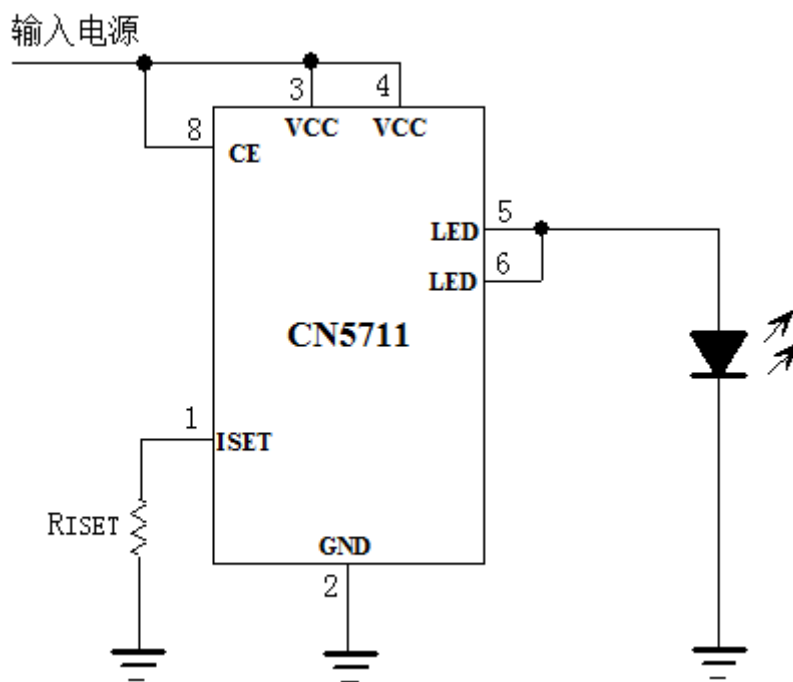 输入电源
3 4
8 VCC VCC
CE
5
LED
6
LED
CN5711
1
ISET
RISET
GND
2